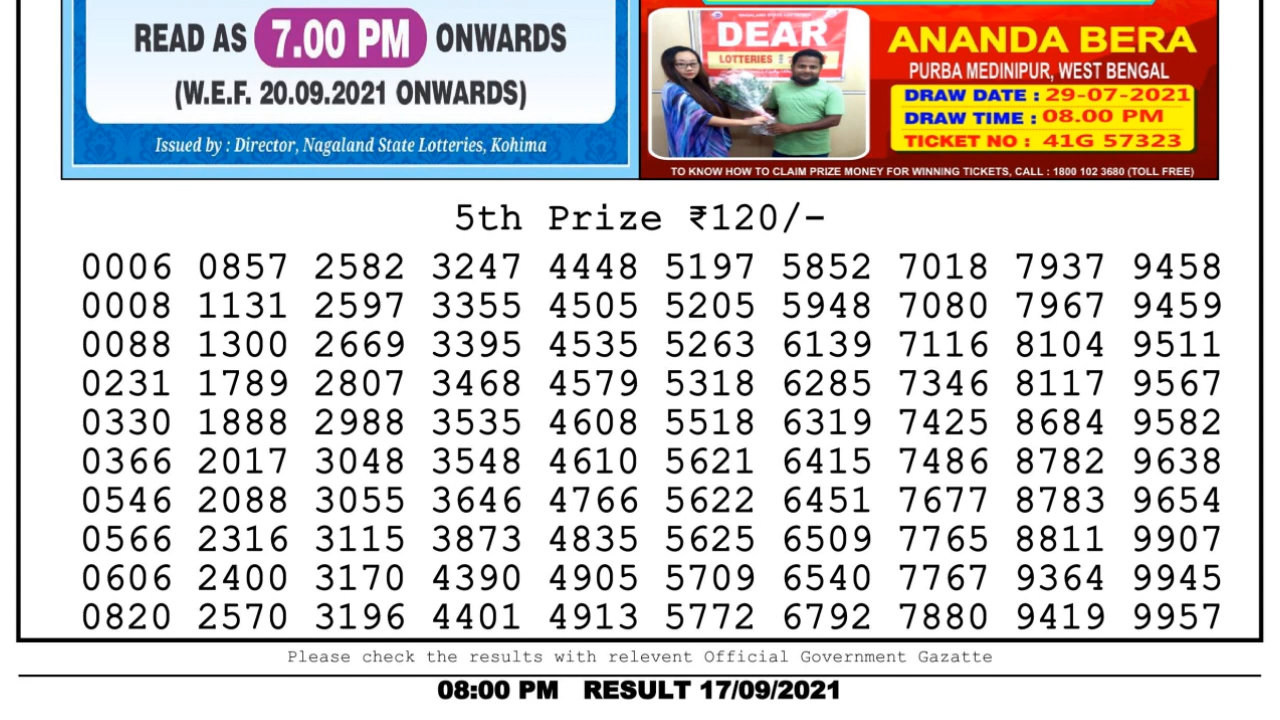 READ AS 7.00 PM ONWARDS
(W.E.F. 20.09.2021 ONWARDS)
Issued by : Director, Nagaland State Lotteries, Kohima
DEAR
LOTTERIES
ANANDA BERA
PURBA MEDINIPUR, WEST BENGAL
DRAW DATE : 29-07-2021
DRAW TIME : 08.00 PM
TICKET NO : 41G 57323
TO KNOW HOW TO CLAIM PRIZE MONEY FOR WINNING TICKETS, CALL : 1800 102 3680 (TOLL FREE)
5th Prize ₹120/-
0006 0857 2582 3247 4448 5197 5852 7018 7937 9458
0008 1131 2597 3355 4505 5205 5948 7080 7967 9459
0088 1300 2669 3395 4535 5263 6139 7116 8104 9511
0231 1789 2807 3468 4579 5318 6285 7346 8117 9567
0330 1888 2988 3535 4608 5518 6319 7425 8684 9582
0366 2017 3048 3548 4610 5621 6415 7486 8782 9638
0546 2088 3055 3646 4766 5622 6451 7677 8783 9654
0566 2316 3115 3873 4835 5625 6509 7765 8811 9907
0606 2400 3170 4390 4905 5709 6540 7767 9364 9945
0820 2570 3196 4401 4913 5772 6792 7880 9419 9957
Please check the results with relevent Official Government Gazatte
08:00 PM RESULT 17/09/2021